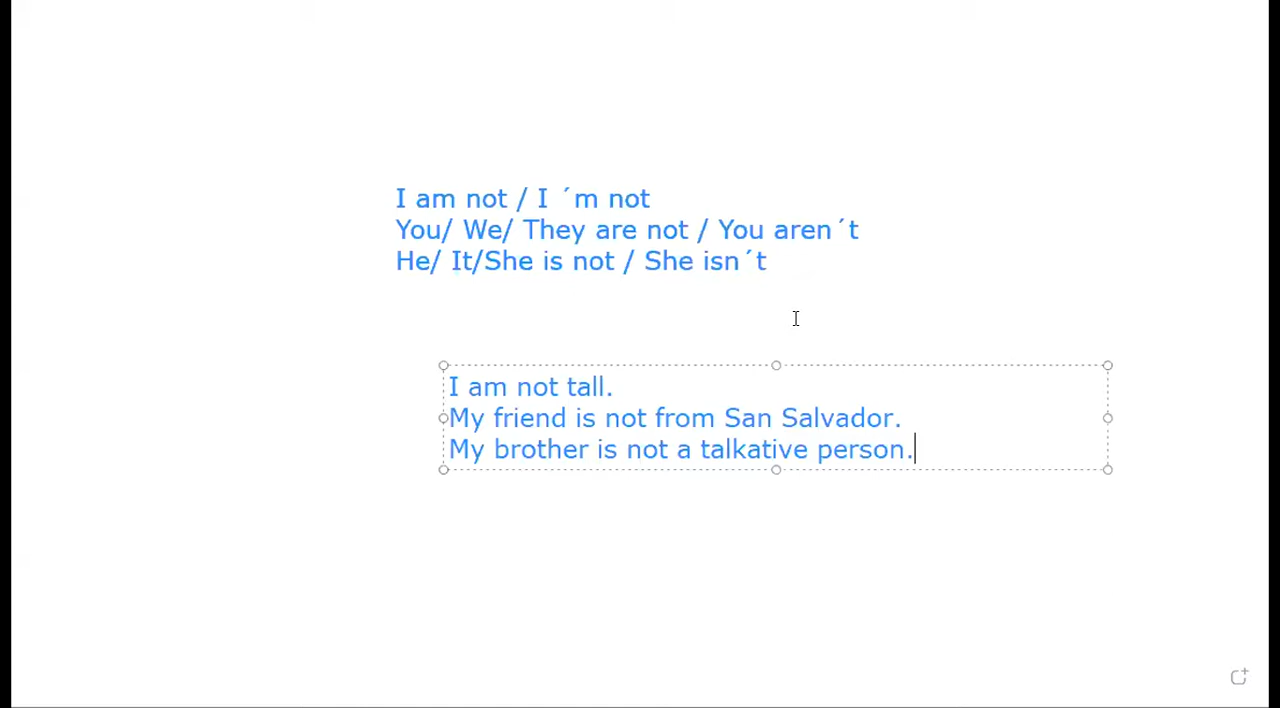 I am not / I ´m not
You/ We/ They are not / You aren´t
He/ It/She is not / She isn´t
I am not tall.
My friend is not from San Salvador.
My brother is not a talkative person.